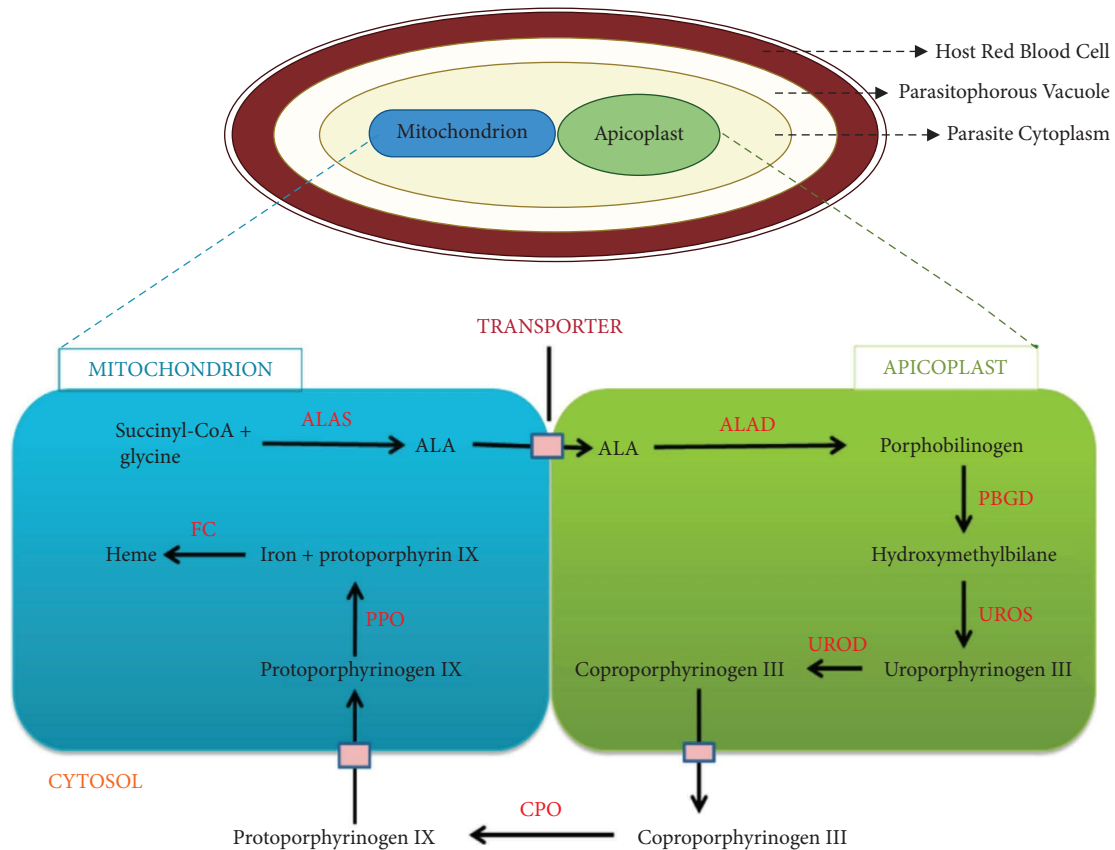 Host Red Blood Cell
Parasitophorous Vacuole
Mitochondrion
Apicoplast
Parasite Cytoplasm
TRANSPORTER
MITOCHONDRION
APICOPLAST
Succinyl-CoA +
glycine
ALAS
ALA
ALA
ALAD
Porphobilinogen
PBGD
FC
Heme
Iron + protoporphyrin IX
Hydroxymethylbilane
PPO
UROS
UROD
Protoporphyrinogen IX
Coproporphyrinogen III
Uroporphyrinogen III
CYTOSOL
CPO
Protoporphyrinogen IX
Coproporphyrinogen III